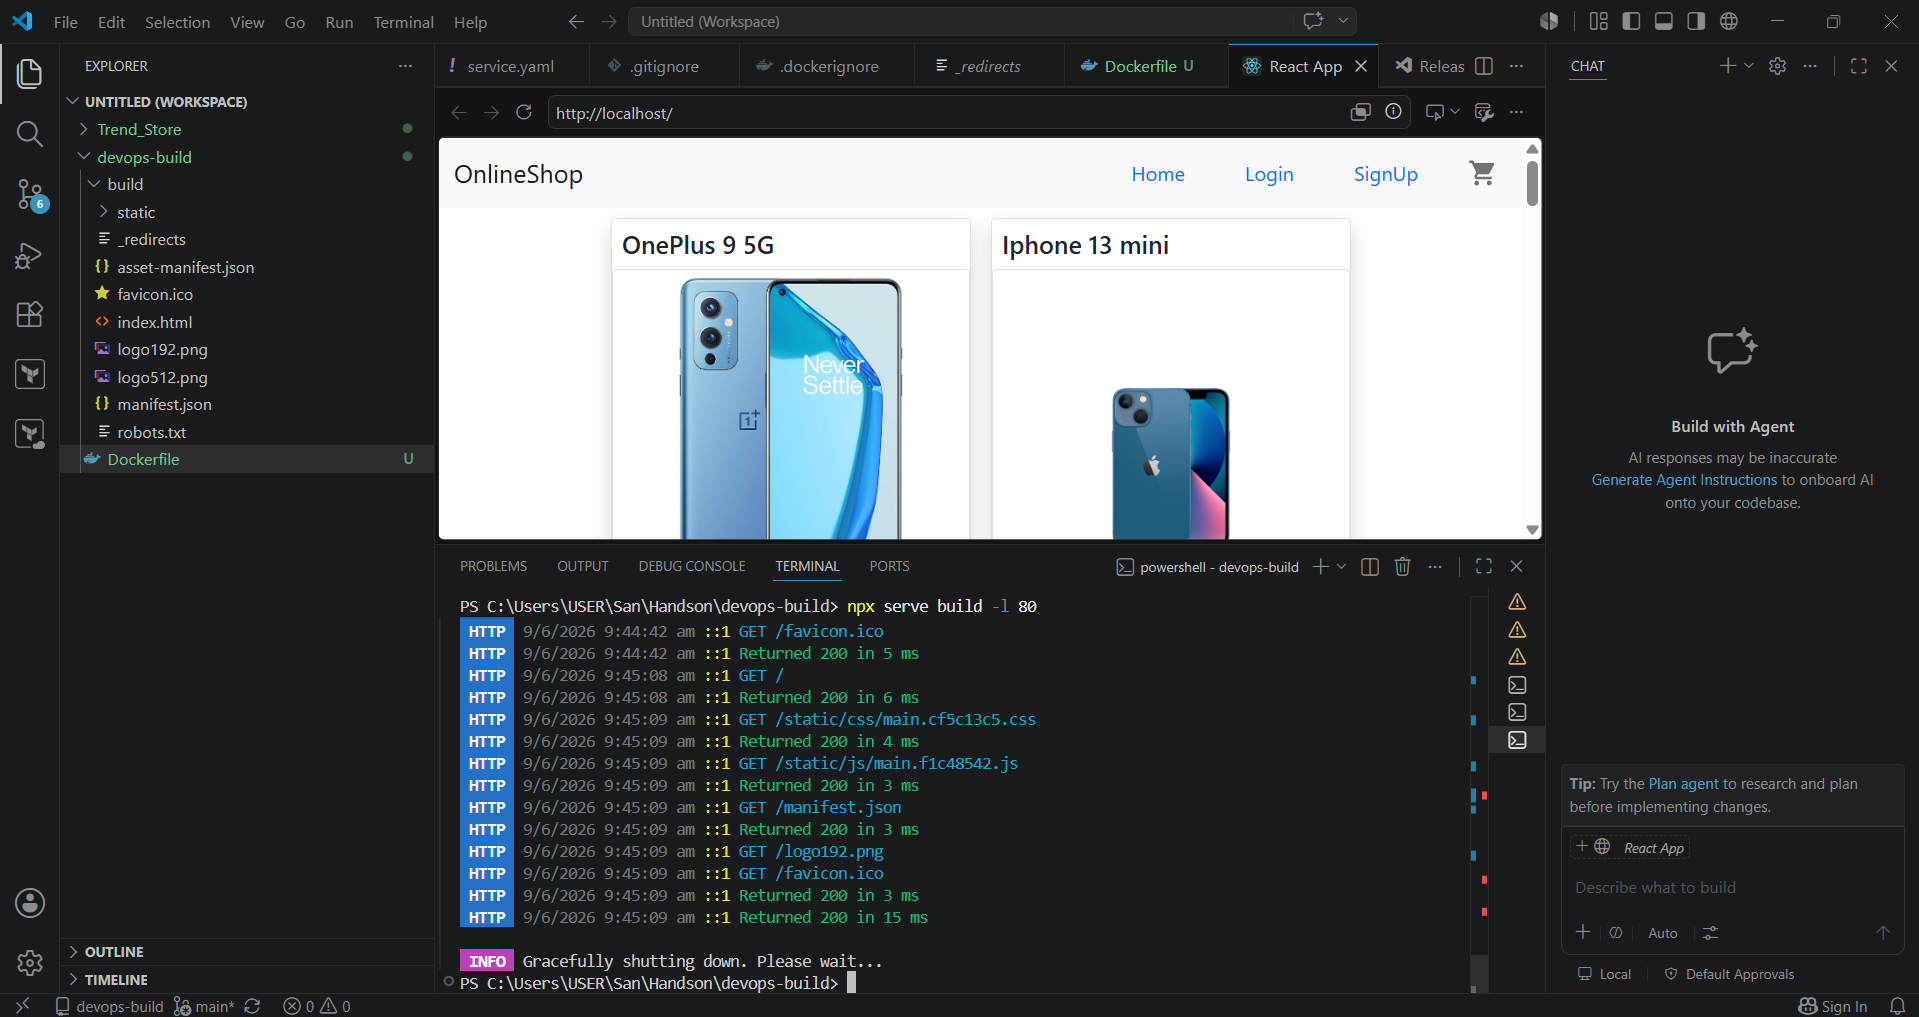 File Edit Selection View Go Run Terminal Help
Untitled (Workspace)
EXPLORER
UNTITLED (WORKSPACE)
Trend_Store
devops-build
build
static
_redirects
asset-manifest.json
favicon.ico
index.html
logo192.png
logo512.png
manifest.json
robots.txt
Dockerfile U
OUTLINE
TIMELINE
service.yaml .gitignore .dockerignore _redirects Dockerfile U React App Releas
http://localhost/
OnlineShop Home Login SignUp
OnePlus 9 5G
Never
Settle
Iphone 13 mini
PROBLEMS OUTPUT DEBUG CONSOLE TERMINAL PORTS
powershell - devops-build
PS C:\Users\USER\San\Handson\devops-build> npx serve build -l 80
HTTP 9/6/2026 9:44:42 am ::1 GET /favicon.ico
HTTP 9/6/2026 9:44:42 am ::1 Returned 200 in 5 ms
HTTP 9/6/2026 9:45:08 am ::1 GET /
HTTP 9/6/2026 9:45:08 am ::1 Returned 200 in 6 ms
HTTP 9/6/2026 9:45:09 am ::1 GET /static/css/main.cf5c13c5.css
HTTP 9/6/2026 9:45:09 am ::1 Returned 200 in 4 ms
HTTP 9/6/2026 9:45:09 am ::1 GET /static/js/main.f1c48542.js
HTTP 9/6/2026 9:45:09 am ::1 Returned 200 in 3 ms
HTTP 9/6/2026 9:45:09 am ::1 GET /manifest.json
HTTP 9/6/2026 9:45:09 am ::1 Returned 200 in 3 ms
HTTP 9/6/2026 9:45:09 am ::1 GET /logo192.png
HTTP 9/6/2026 9:45:09 am ::1 GET /favicon.ico
HTTP 9/6/2026 9:45:09 am ::1 Returned 200 in 3 ms
HTTP 9/6/2026 9:45:09 am ::1 Returned 200 in 15 ms
INFO Gracefully shutting down. Please wait...
PS C:\Users\USER\San\Handson\devops-build>
CHAT
Build with Agent
AI responses may be inaccurate
Generate Agent Instructions to onboard AI
onto your codebase.
Tip: Try the Plan agent to research and plan
before implementing changes.
React App
Describe what to build
Auto
Local Default Approvals
6
devops-build main* 0 0 Sign In